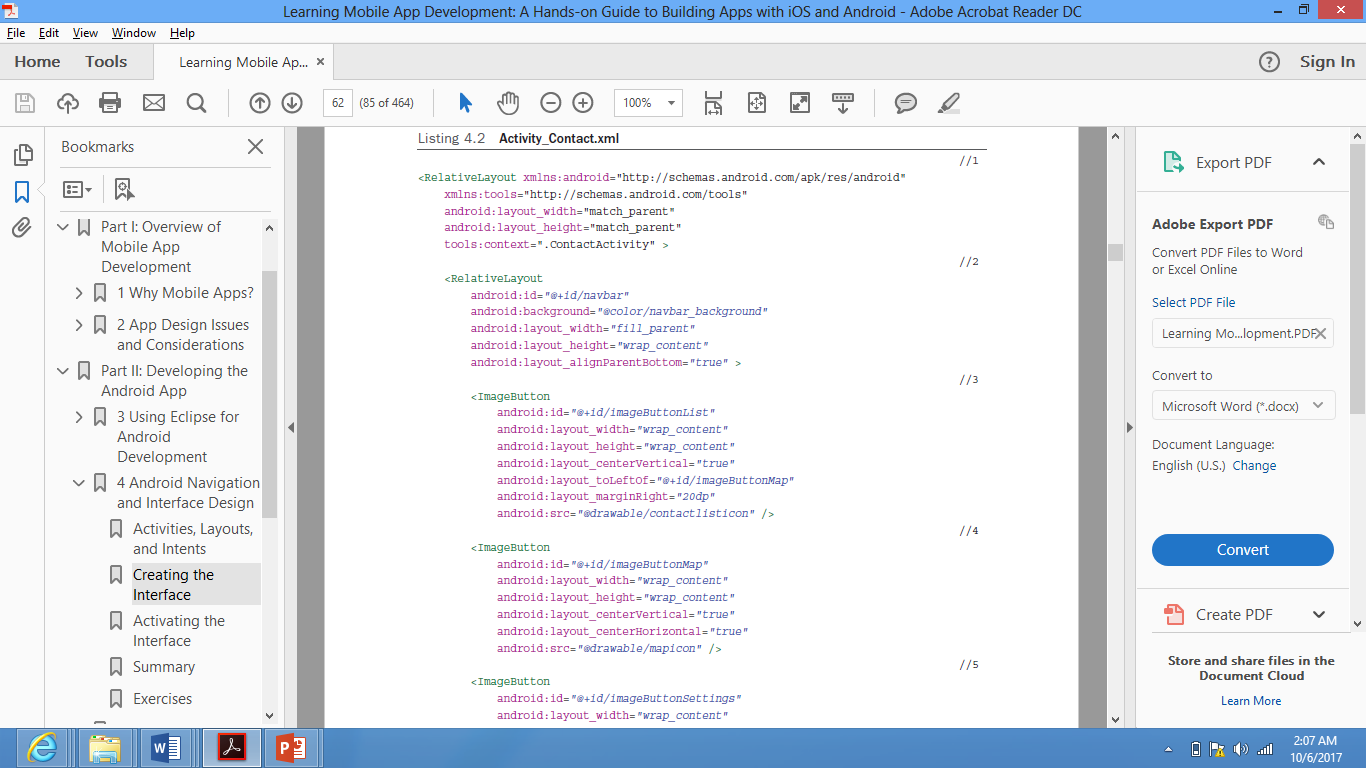 Learning Mobile App Development: A Hands-on Guide to Building Apps with iOS and Android - Adobe Acrobat Reader DC
File Edit View Window Help
Home Tools Learning Mobile Ap... × Sign In
62 (85 of 464) 100%
Bookmarks
Part I: Overview of
Mobile App
Development
1 Why Mobile Apps?
2 App Design Issues
and Considerations
Part II: Developing the
Android App
3 Using Eclipse for
Android
Development
4 Android Navigation
and Interface Design
Activities, Layouts,
and Intents
Creating the
Interface
Activating the
Interface
Summary
Exercises
Listing 4.2 Activity_Contact.xml
//1
<RelativeLayout xmlns:android="http://schemas.android.com/apk/res/android"
xmlns:tools="http://schemas.android.com/tools"
android:layout_width="match_parent"
android:layout_height="match_parent"
tools:context=".ContactActivity" >
//2
<RelativeLayout
android:id="@+id/navbar"
android:background="@color/navbar_background"
android:layout_width="fill_parent"
android:layout_height="wrap_content"
android:layout_alignParentBottom="true" >
//3
<ImageButton
android:id="@+id/imageButtonList"
android:layout_width="wrap_content"
android:layout_height="wrap_content"
android:layout_centerVertical="true"
android:layout_toLeftOf="@+id/imageButtonMap"
android:layout_marginRight="20dp"
android:src="@drawable/contactlisticon" />
//4
<ImageButton
android:id="@+id/imageButtonMap"
android:layout_width="wrap_content"
android:layout_height="wrap_content"
android:layout_centerVertical="true"
android:layout_centerHorizontal="true"
android:src="@drawable/mapicon" />
//5
<ImageButton
android:id="@+id/imageButtonSettings"
android:layout_width="wrap_content"
Export PDF
Adobe Export PDF
Convert PDF Files to Word
or Excel Online
Select PDF File
Learning Mo...lopment.PDF
Convert to
Microsoft Word (*.docx)
Document Language:
English (U.S.) Change
Convert
Create PDF
Store and share files in the
Document Cloud
Learn More
2:07 AM
10/6/2017